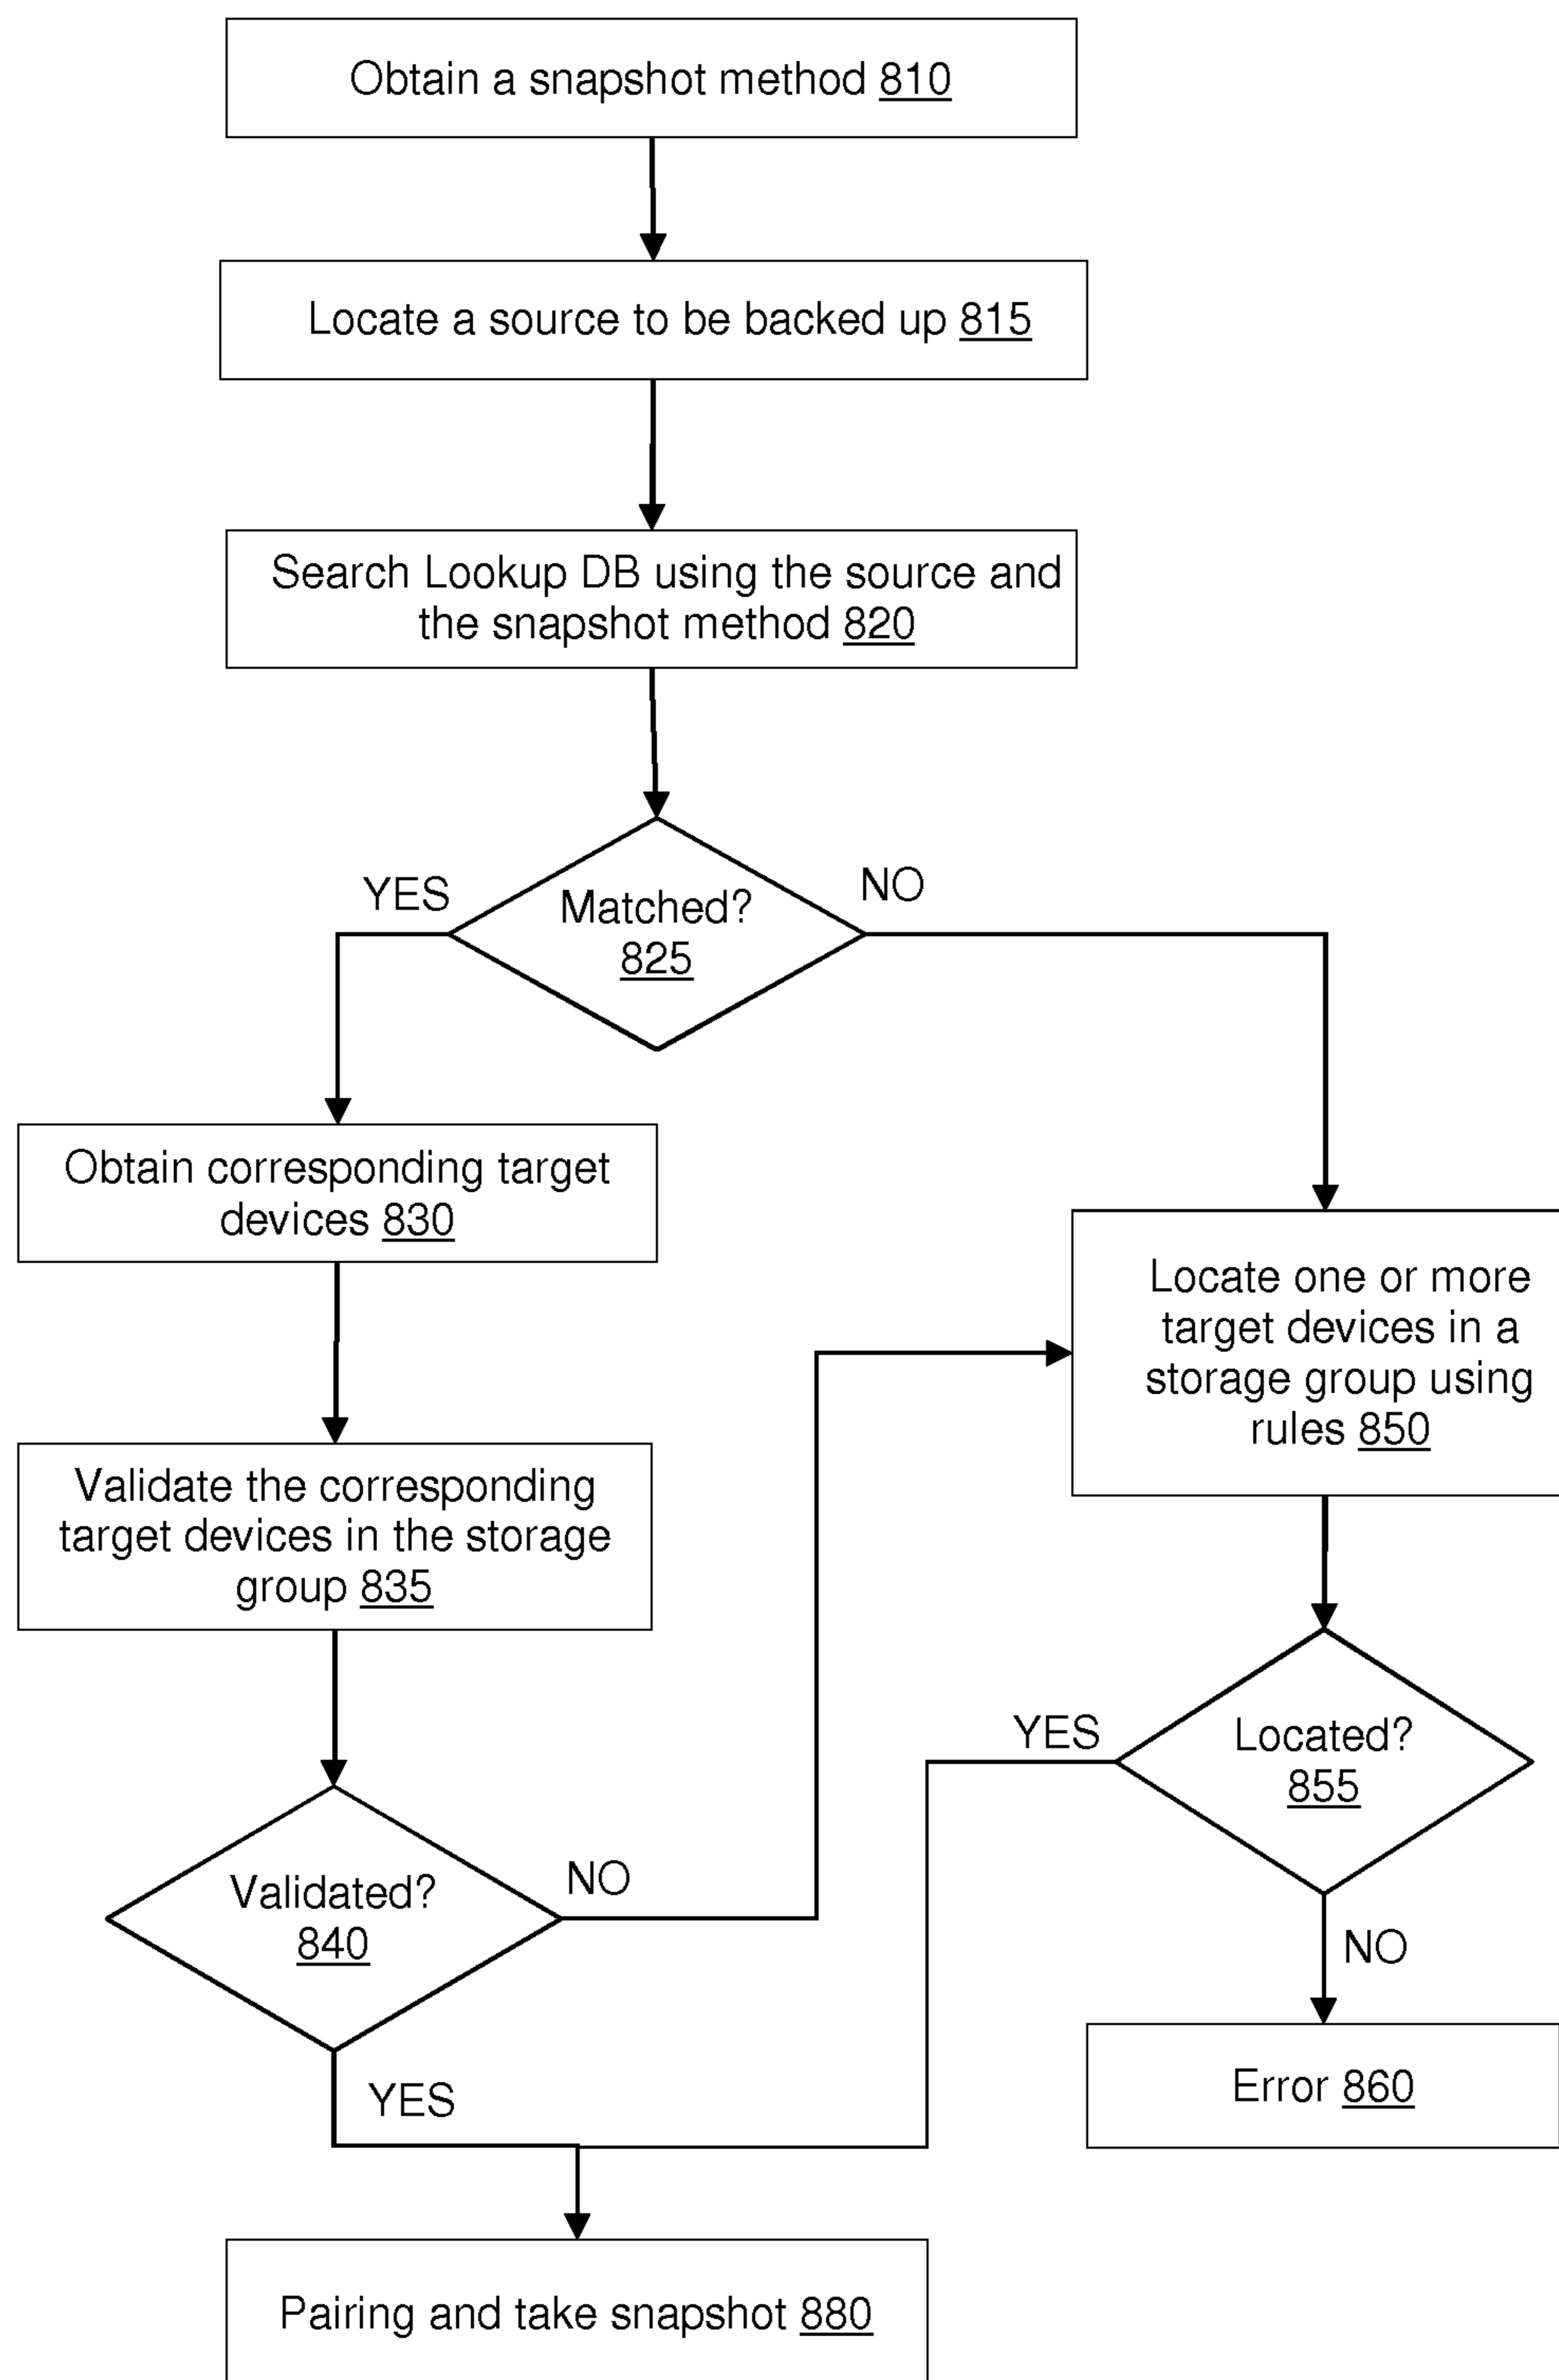 Obtain a snapshot method 810
Locate a source to be backed up 815
Search Lookup DB using the source and
the snapshot method 820
YES
Matched?
825
NO
Obtain corresponding target
devices 830
Locate one or more
target devices in a
storage group using
rules 850
Validate the corresponding
target devices in the storage
group 835
YES
Located?
855
Validated?
840
NO
NO
YES
Error 860
Pairing and take snapshot 880